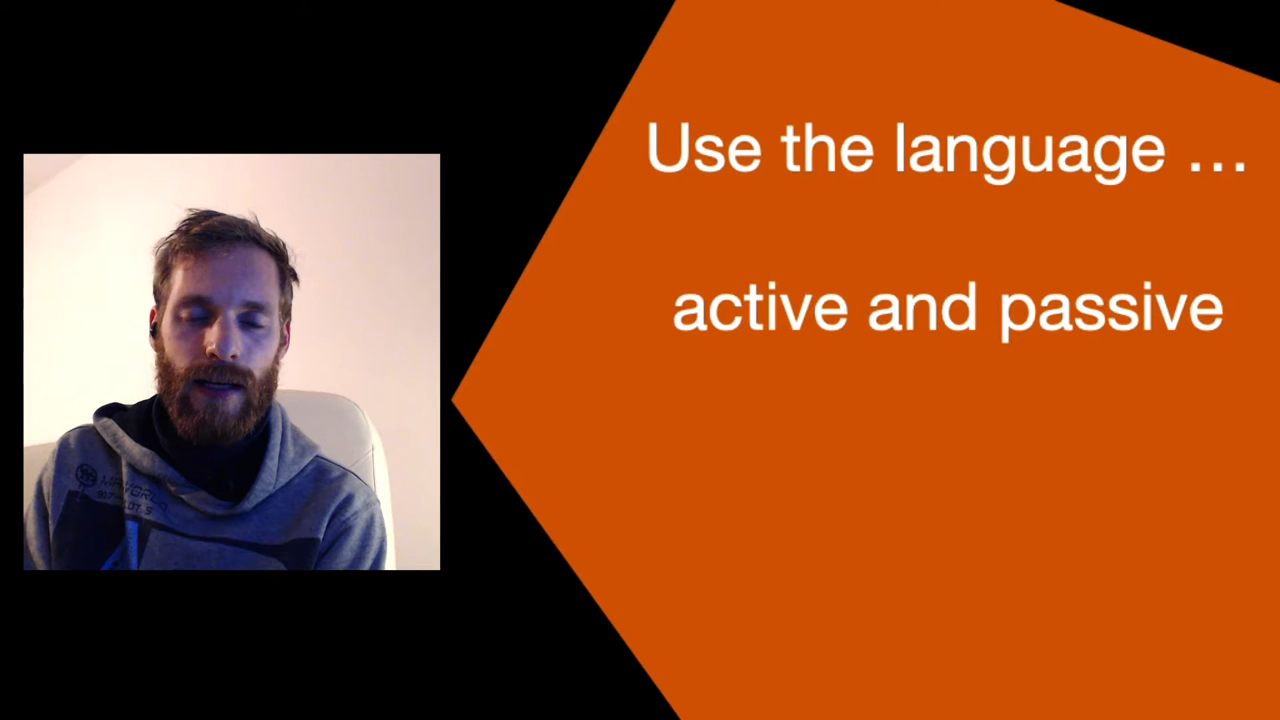 Use the language …
active and passive